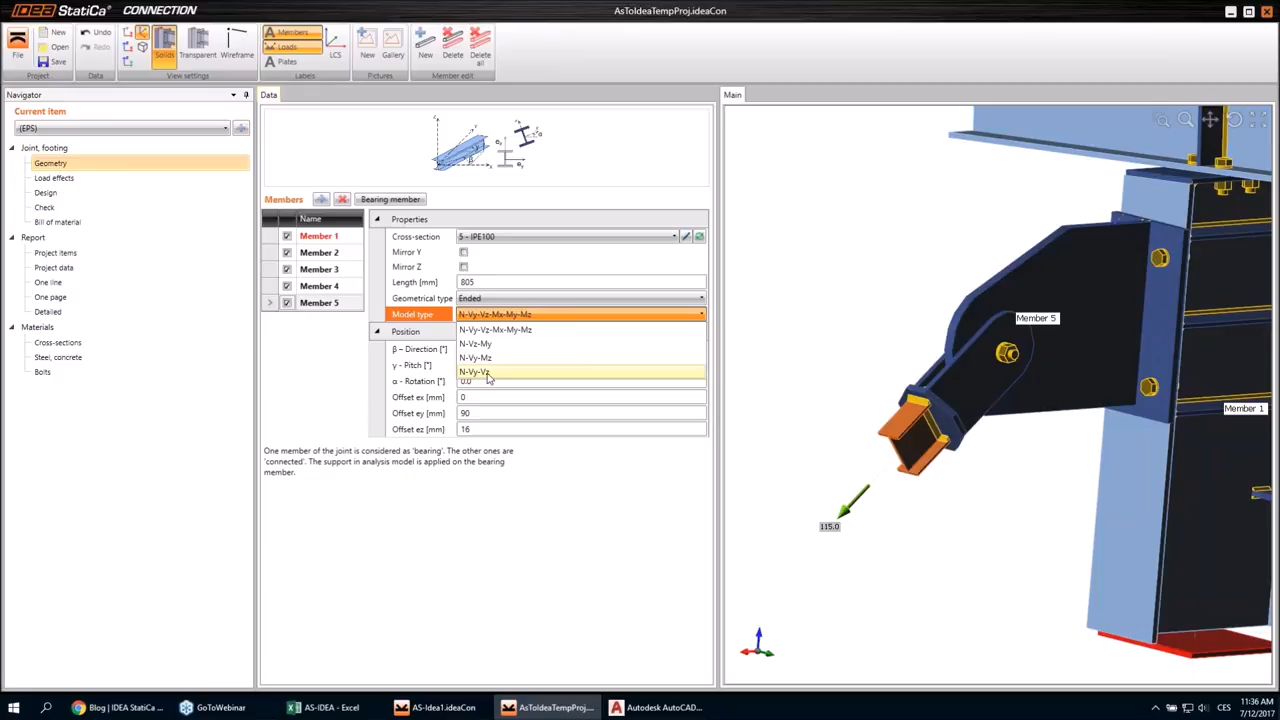 IDEA StatiCa® CONNECTION
AsToIdeaTempProj.ideaCon
File
New
Open
Save
Project
Undo
Redo
Data
Solids
Transparent
Wireframe
View settings
Members
Loads
Plates
LCS
Labels
New
Gallery
Pictures
New
Delete
Delete all
Member edit
Navigator
Current item
(EPS)
Joint, footing
Geometry
Load effects
Design
Check
Bill of material
Report
Project items
Project data
One line
One page
Detailed
Materials
Cross-sections
Steel, concrete
Bolts
Data
Members
Bearing member
Name
Member 1
Member 2
Member 3
Member 4
Member 5
Properties
Cross-section 5 - IPE100
Mirror Y
Mirror Z
Length [mm] 805
Geometrical type Ended
Model type N-Vy-Vz-Mx-My-Mz
N-Vy-Vz-Mx-My-Mz
N-Vz-My
N-Vy-Mz
N-Vy-Vz
Position
β – Direction [°]
γ - Pitch [°]
α - Rotation [°] 0.0
Offset ex [mm] 0
Offset ey [mm] 90
Offset ez [mm] 16
One member of the joint is considered as 'bearing'. The other ones are
'connected'. The support in analysis model is applied on the bearing
member.
Main
Member 5
Member 1
115.0
Blog | IDEA StatiCa ...
GoToWebinar
AS-IDEA - Excel
AS-Idea1.ideaCon
AsToIdeaTempProj...
Autodesk AutoCAD...
CES
11:36 AM
7/12/2017